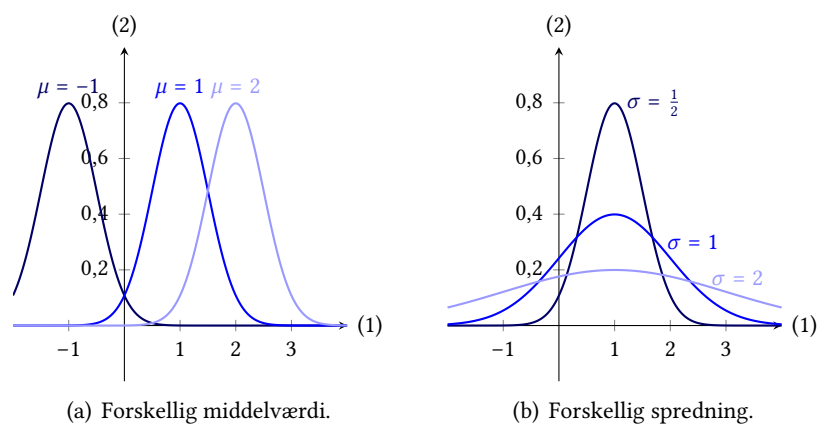 (2)
μ = −1
μ = 1
μ = 2
0,8
0,6
0,4
0,2
(1)
−1
1
2
3
(a) Forskellig middelværdi.
(2)
σ = 1/2
0,8
0,6
0,4
σ = 1
0,2
σ = 2
(1)
−1
1
2
3
(b) Forskellig spredning.